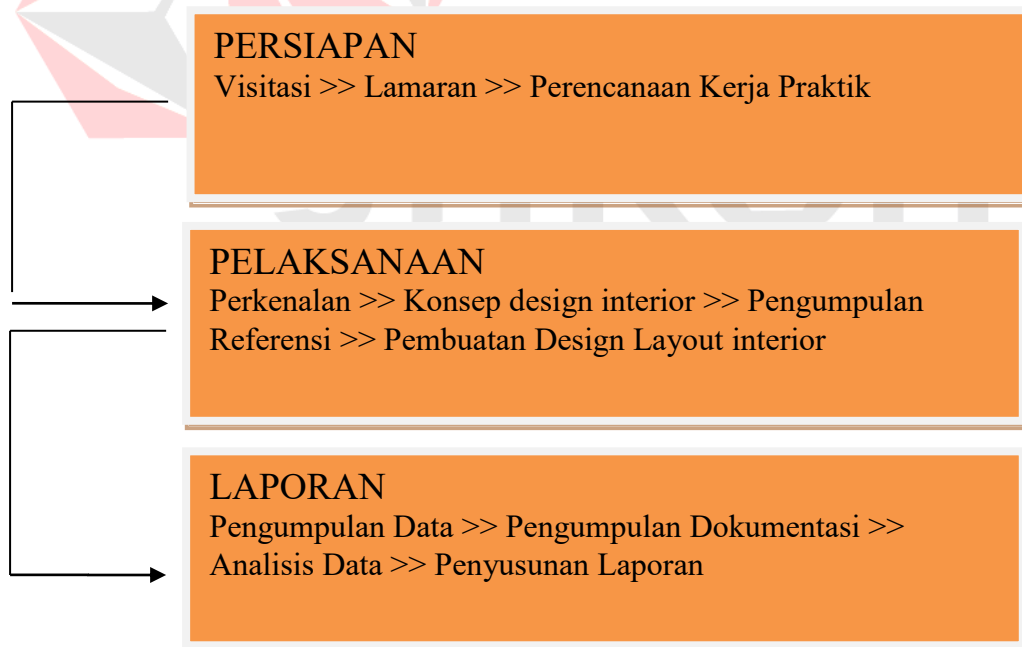 PERSIAPAN
Visitasi >> Lamaran >> Perencanaan Kerja Praktik
PELAKSANAAN
Perkenalan >> Konsep design interior >> Pengumpulan
Referensi >> Pembuatan Design Layout interior
LAPORAN
Pengumpulan Data >> Pengumpulan Dokumentasi >>
Analisis Data >> Penyusunan Laporan